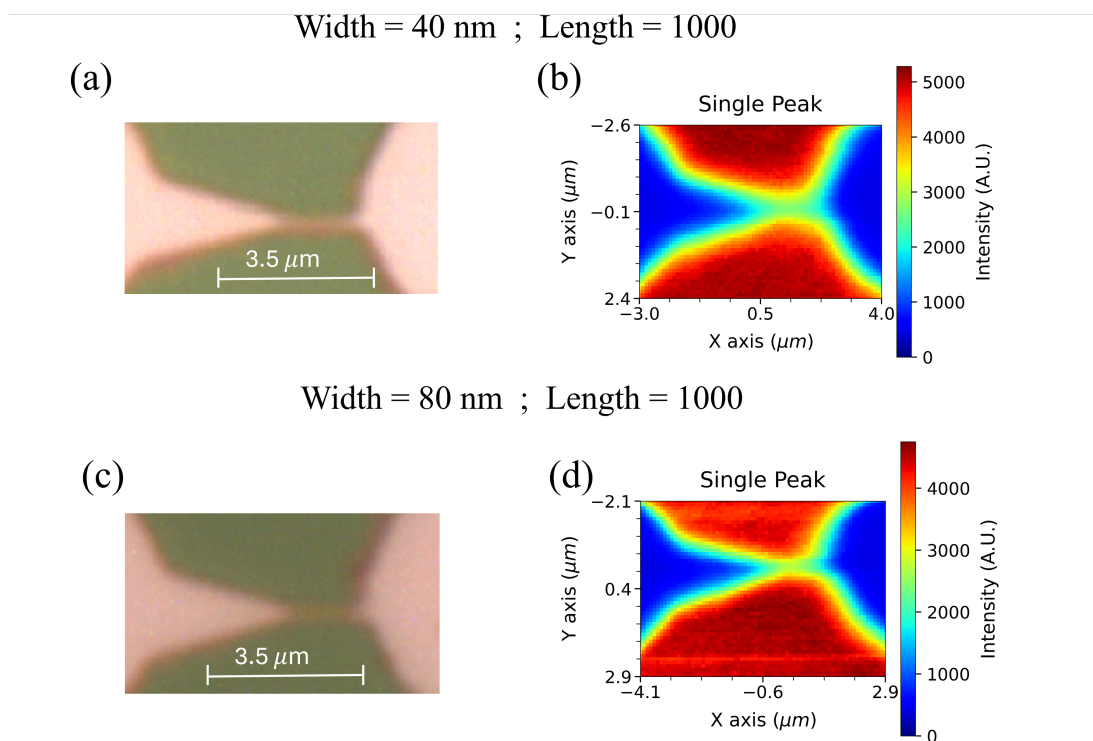 Width = 40 nm  ;  Length = 1000
(a)
3.5 μm
(b)
Single Peak
−2.6
−0.1
2.4
Y axis (μm)
−3.0
0.5
4.0
X axis (μm)
5000
4000
3000
2000
1000
0
Intensity (A.U.)
Width = 80 nm  ;  Length = 1000
(c)
3.5 μm
(d)
Single Peak
−2.1
0.4
2.9
Y axis (μm)
−4.1
−0.6
2.9
X axis (μm)
4000
3000
2000
1000
0
Intensity (A.U.)